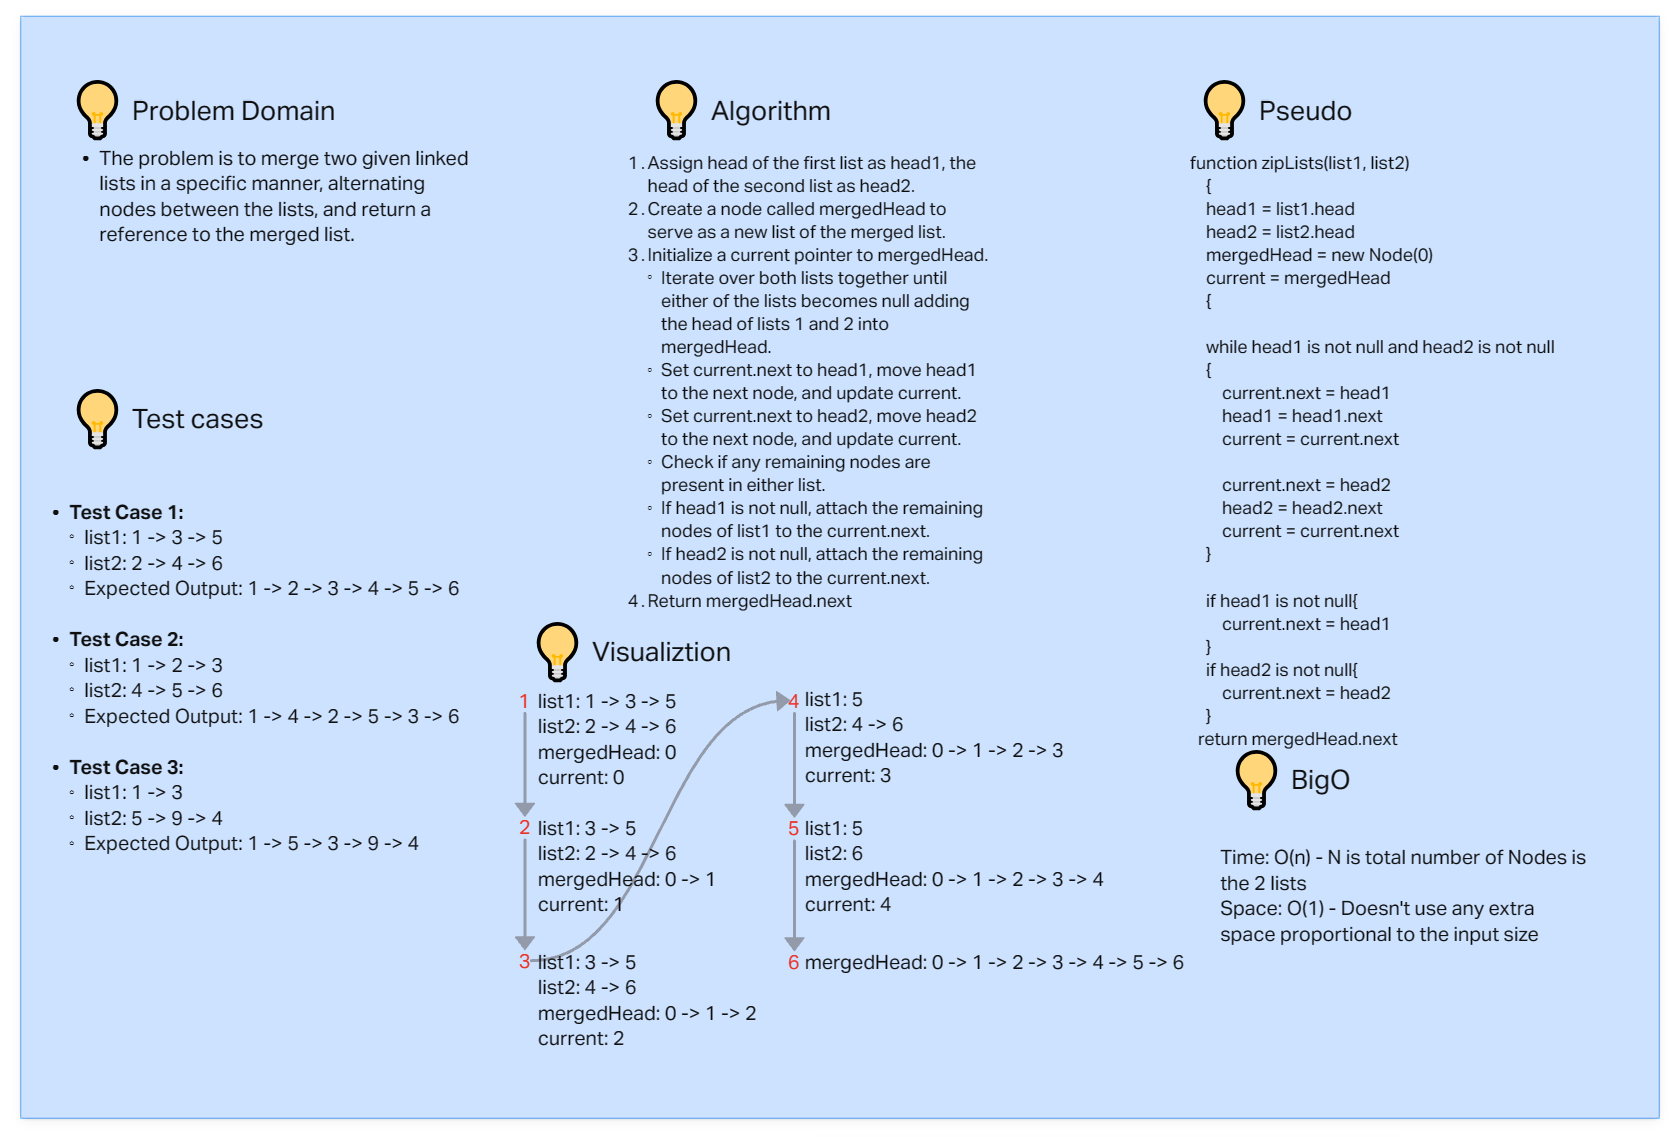 Problem Domain
• The problem is to merge two given linked
lists in a specific manner, alternating
nodes between the lists, and return a
reference to the merged list.
Test cases
• Test Case 1:
◦ list1: 1 -> 3 -> 5
◦ list2: 2 -> 4 -> 6
◦ Expected Output: 1 -> 2 -> 3 -> 4 -> 5 -> 6
• Test Case 2:
◦ list1: 1 -> 2 -> 3
◦ list2: 4 -> 5 -> 6
◦ Expected Output: 1 -> 4 -> 2 -> 5 -> 3 -> 6
• Test Case 3:
◦ list1: 1 -> 3
◦ list2: 5 -> 9 -> 4
◦ Expected Output: 1 -> 5 -> 3 -> 9 -> 4
Algorithm
1. Assign head of the first list as head1, the
head of the second list as head2.
2. Create a node called mergedHead to
serve as a new list of the merged list.
3. Initialize a current pointer to mergedHead.
◦ Iterate over both lists together until
either of the lists becomes null adding
the head of lists 1 and 2 into
mergedHead.
◦ Set current.next to head1, move head1
to the next node, and update current.
◦ Set current.next to head2, move head2
to the next node, and update current.
◦ Check if any remaining nodes are
present in either list.
◦ If head1 is not null, attach the remaining
nodes of list1 to the current.next.
◦ If head2 is not null, attach the remaining
nodes of list2 to the current.next.
4. Return mergedHead.next
Visualiztion
1 list1: 1 -> 3 -> 5
list2: 2 -> 4 -> 6
mergedHead: 0
current: 0
2 list1: 3 -> 5
list2: 2 -> 4 -> 6
mergedHead: 0 -> 1
current: 1
3 list1: 3 -> 5
list2: 4 -> 6
mergedHead: 0 -> 1 -> 2
current: 2
4 list1: 5
list2: 4 -> 6
mergedHead: 0 -> 1 -> 2 -> 3
current: 3
5 list1: 5
list2: 6
mergedHead: 0 -> 1 -> 2 -> 3 -> 4
current: 4
6 mergedHead: 0 -> 1 -> 2 -> 3 -> 4 -> 5 -> 6
Pseudo
function zipLists(list1, list2)
{
head1 = list1.head
head2 = list2.head
mergedHead = new Node(0)
current = mergedHead
{
while head1 is not null and head2 is not null
{
current.next = head1
head1 = head1.next
current = current.next
current.next = head2
head2 = head2.next
current = current.next
}
if head1 is not null{
current.next = head1
}
if head2 is not null{
current.next = head2
}
return mergedHead.next
BigO
Time: O(n) - N is total number of Nodes is
the 2 lists
Space: O(1) - Doesn't use any extra
space proportional to the input size